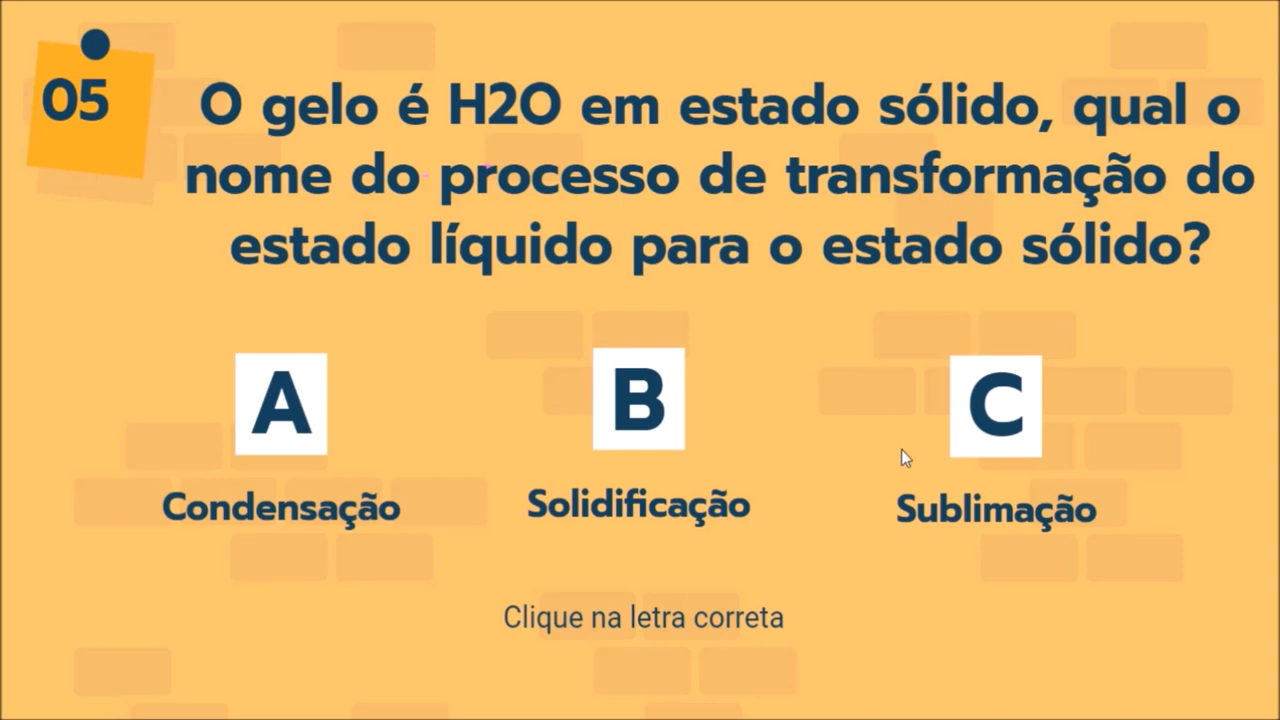 05
O gelo é H2O em estado sólido, qual o
nome do processo de transformação do
estado líquido para o estado sólido?
A
B
C
Condensação
Solidificação
Sublimação
Clique na letra correta